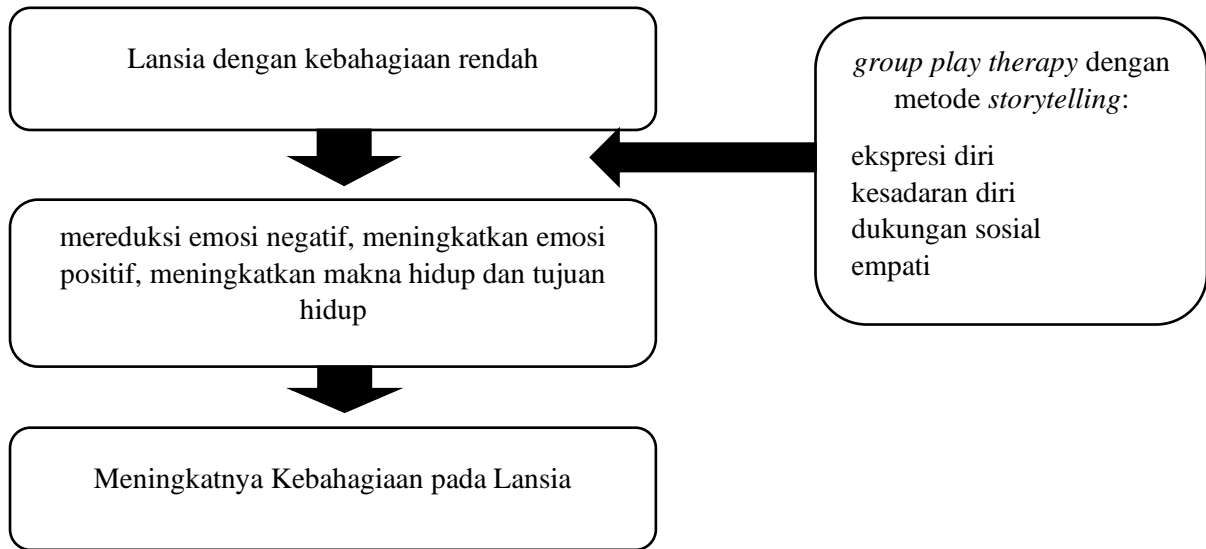 Lansia dengan kebahagiaan rendah
group play therapy dengan
metode storytelling:
ekspresi diri
kesadaran diri
dukungan sosial
empati
mereduksi emosi negatif, meningkatkan emosi
positif, meningkatkan makna hidup dan tujuan
hidup
Meningkatnya Kebahagiaan pada Lansia